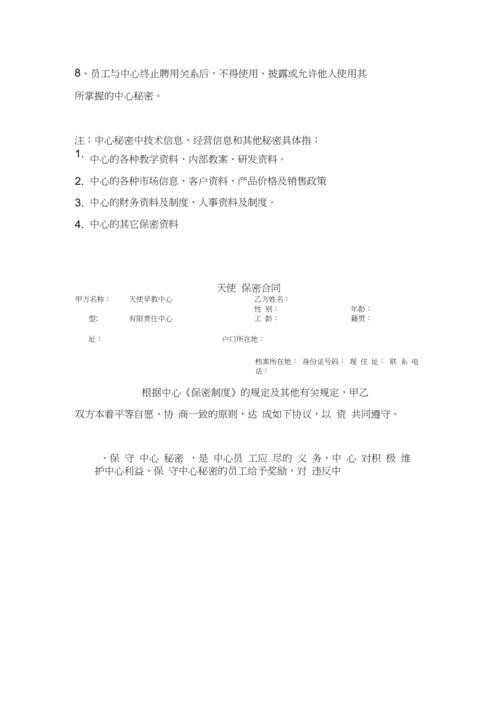 8、员工与中心终止聘用关系后，不得使用、披露或允许他人使用其
所掌握的中心秘密。
注：中心秘密中技术信息、经营信息和其他秘密具体指：
1. 中心的各种教学资料、内部教案、研发资料。
2. 中心的各种市场信息、客户资料、产品价格及销售政策
3. 中心的财务资料及制度、人事资料及制度。
4. 中心的其它保密资料
天使 保密合同
甲方名称： 天使早教中心 乙方姓名：
性 别： 年龄：
型: 有限责任中心 工 龄： 籍贯：
址： 户口所在地：
档案所在地： 身份证号码： 现 住 址： 联 系 电
话：
根据中心《保密制度》的规定及其他有关规定，甲乙
双方本着平等自愿、协 商一致的原则，达 成如下协议，以 资 共同遵守。
、保 守 中心 秘密 ，是 中心员 工应 尽的 义 务，中 心 对积 极 维
护中心利益、保 守中心秘密的员工给予奖励，对 违反中